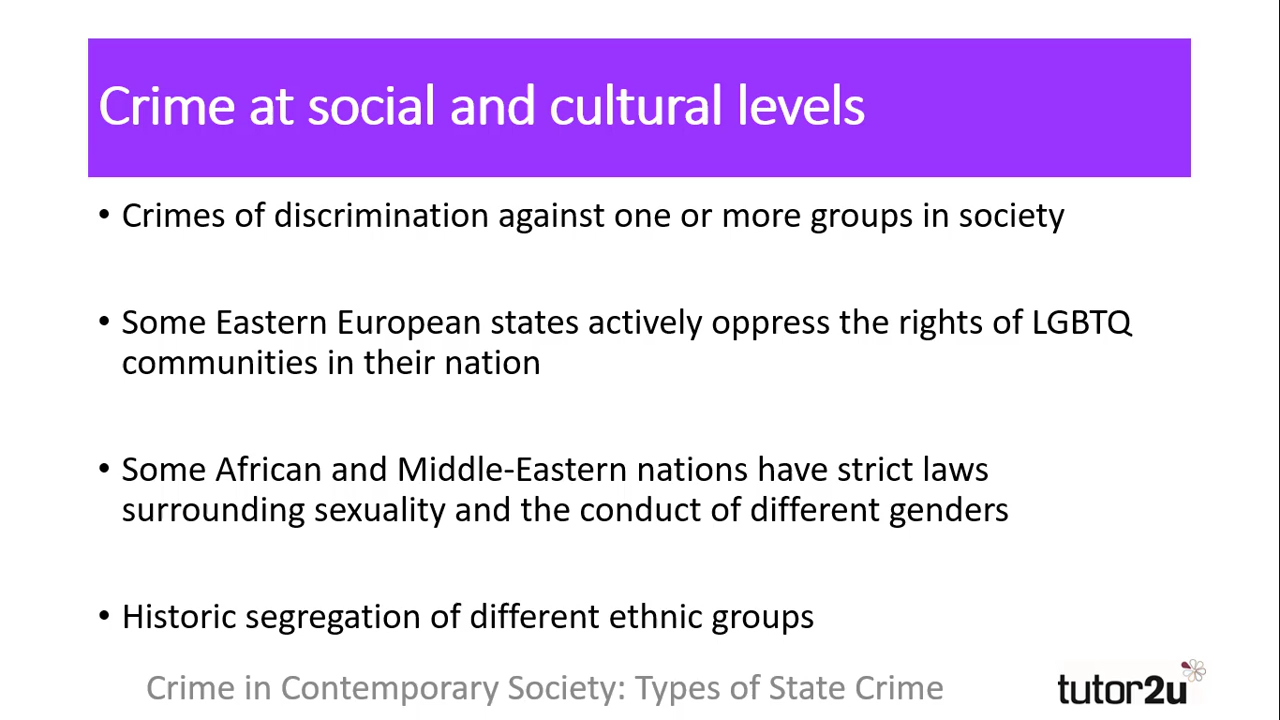 Crime at social and cultural levels
• Crimes of discrimination against one or more groups in society
• Some Eastern European states actively oppress the rights of LGBTQ
communities in their nation
• Some African and Middle-Eastern nations have strict laws
surrounding sexuality and the conduct of different genders
• Historic segregation of different ethnic groups
Crime in Contemporary Society: Types of State Crime
tutor2u